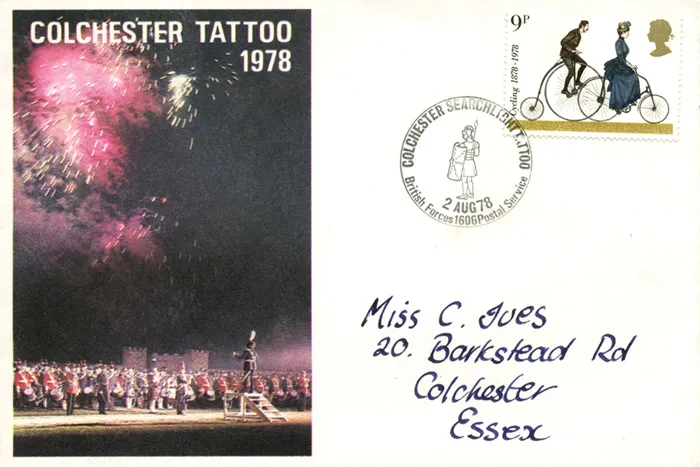 COLCHESTER TATTOO
1978
9P
Cycling 1878-1978
COLCHESTER SEARCHLIGHT TATTOO
2 AUG 78
British Forces 1606 Postal Service
Miss C. Ives
20. Barkstead Rd
Colchester
Essex